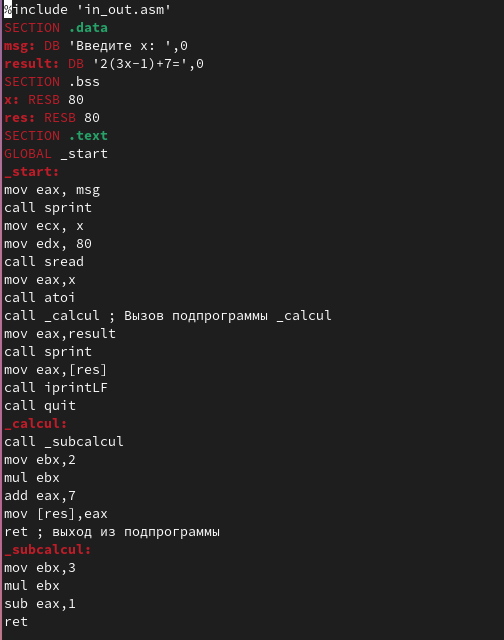 %include 'in_out.asm'
SECTION .data
msg: DB 'Введите x: ',0
result: DB '2(3x-1)+7=',0
SECTION .bss
x: RESB 80
res: RESB 80
SECTION .text
GLOBAL _start
_start:
mov eax, msg
call sprint
mov ecx, x
mov edx, 80
call sread
mov eax,x
call atoi
call _calcul ; Вызов подпрограммы _calcul
mov eax,result
call sprint
mov eax,[res]
call iprintLF
call quit
_calcul:
call _subcalcul
mov ebx,2
mul ebx
add eax,7
mov [res],eax
ret ; выход из подпрограммы
_subcalcul:
mov ebx,3
mul ebx
sub eax,1
ret